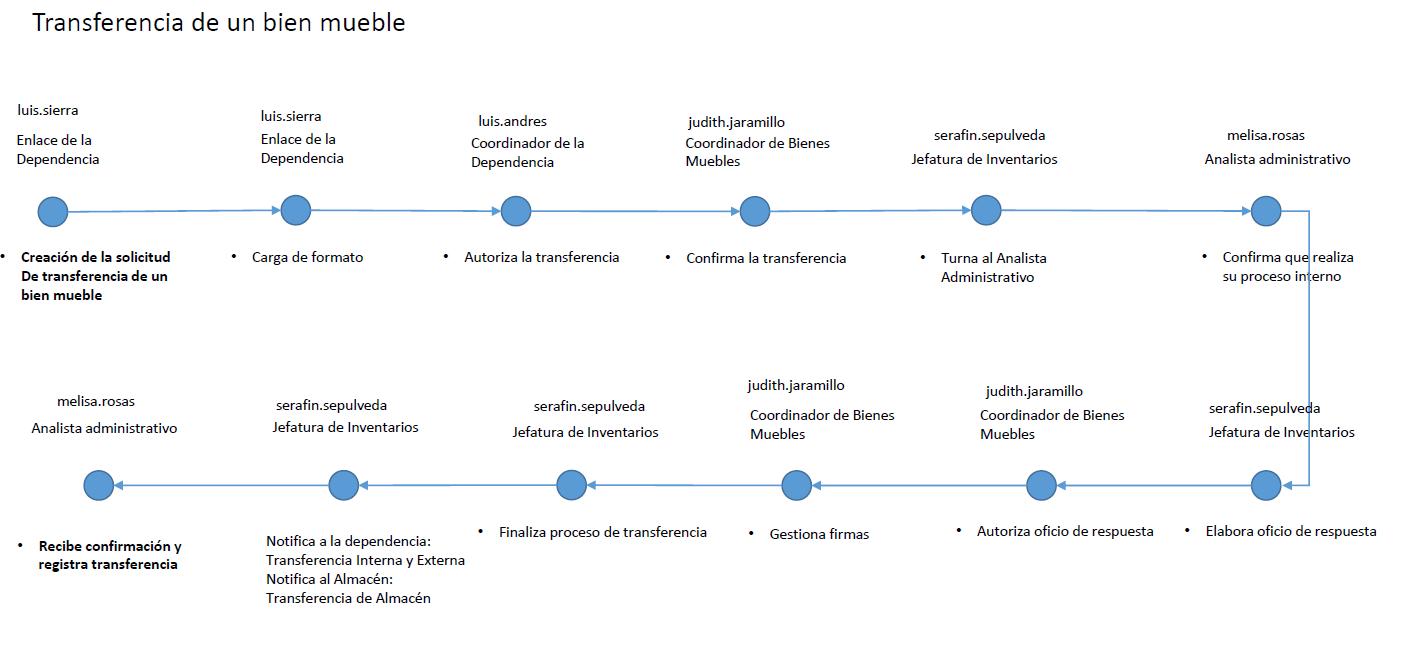 Transferencia de un bien mueble
luis.sierra
Enlace de la
Dependencia
• Creación de la solicitud
De transferencia de un
bien mueble
luis.sierra
Enlace de la
Dependencia
• Carga de formato
luis.andres
Coordinador de la
Dependencia
• Autoriza la transferencia
judith.jaramillo
Coordinador de Bienes
Muebles
• Confirma la transferencia
serafin.sepulveda
Jefatura de Inventarios
• Turna al Analista
Administrativo
melisa.rosas
Analista administrativo
• Confirma que realiza
su proceso interno
serafin.sepulveda
Jefatura de Inventarios
• Elabora oficio de respuesta
judith.jaramillo
Coordinador de Bienes
Muebles
• Autoriza oficio de respuesta
judith.jaramillo
Coordinador de Bienes
Muebles
• Gestiona firmas
serafin.sepulveda
Jefatura de Inventarios
• Finaliza proceso de transferencia
serafin.sepulveda
Jefatura de Inventarios
Notifica a la dependencia:
Transferencia Interna y Externa
Notifica al Almacén:
Transferencia de Almacén
melisa.rosas
Analista administrativo
• Recibe confirmación y
registra transferencia